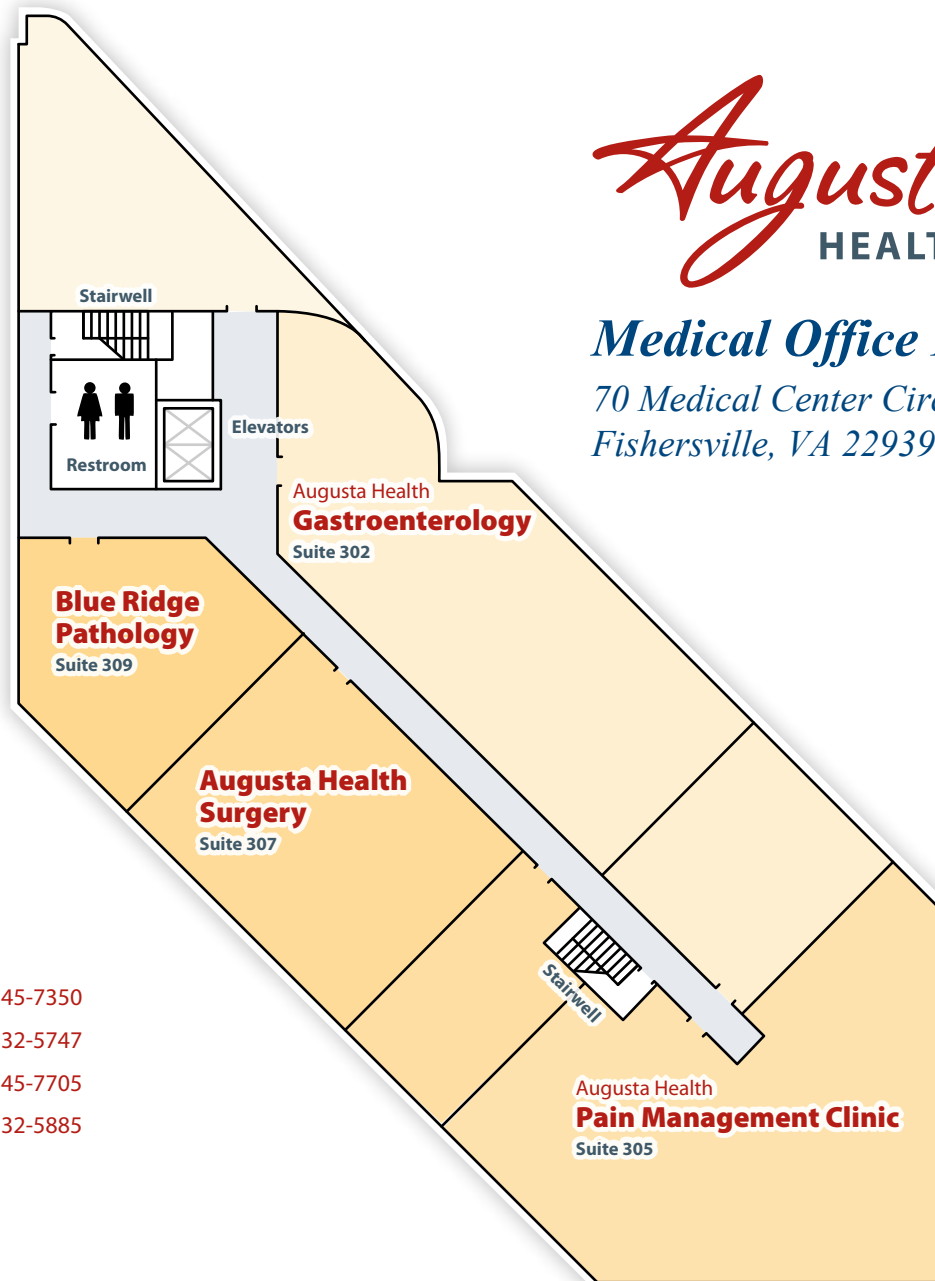 August
HEALT
Medical Office
70 Medical Center Circ
Fishersville, VA 22939
Stairwell
Elevators
Restroom
Augusta Health
Gastroenterology
Suite 302
Blue Ridge
Pathology
Suite 309
Augusta Health
Surgery
Suite 307
Stairwell
45-7350
32-5747
45-7705
32-5885
Augusta Health
Pain Management Clinic
Suite 305